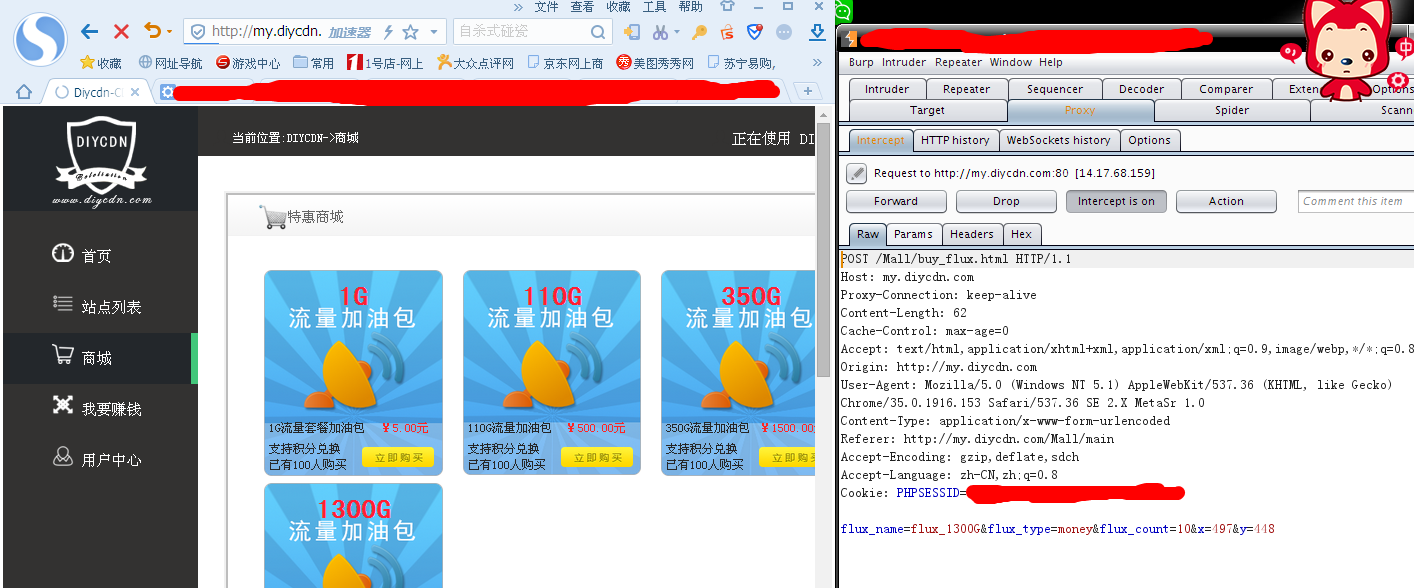 » 文件 查看 收藏 工具 帮助
http://my.diycdn. 加速器
自杀式碰瓷
收藏 网址导航 游戏中心 常用 1号店-网上 大众点评网 京东网上商 美图秀秀网 苏宁易购, »
Diycdn-C
DIYCDN
www.diycdn.com
当前位置:DIYCDN->商城
正在使用 DI
首页
站点列表
商城
我要赚钱
用户中心
特惠商城
1G
流量加油包
1G流量套餐加油包 ￥5.00元
支持积分兑换
已有100人购买
立即购买
110G
流量加油包
110G流量加油包 ￥500.00元
支持积分兑换
已有100人购买
立即购买
350G
流量加油包
350G流量加油包 ￥1500.00
支持积分兑换
已有100人购买
立即购买
1300G
流量加油包
中
Burp Intruder Repeater Window Help
Intruder Repeater Sequencer Decoder Comparer Exten Options
Target Proxy Spider Scann
Intercept HTTP history WebSockets history Options
Request to http://my.diycdn.com:80 [14.17.68.159]
Forward Drop Intercept is on Action Comment this item
Raw Params Headers Hex
POST /Mall/buy_flux.html HTTP/1.1
Host: my.diycdn.com
Proxy-Connection: keep-alive
Content-Length: 62
Cache-Control: max-age=0
Accept: text/html,application/xhtml+xml,application/xml;q=0.9,image/webp,*/*;q=0.8
Origin: http://my.diycdn.com
User-Agent: Mozilla/5.0 (Windows NT 5.1) AppleWebKit/537.36 (KHTML, like Gecko)
Chrome/35.0.1916.153 Safari/537.36 SE 2.X MetaSr 1.0
Content-Type: application/x-www-form-urlencoded
Referer: http://my.diycdn.com/Mall/main
Accept-Encoding: gzip,deflate,sdch
Accept-Language: zh-CN,zh;q=0.8
Cookie: PHPSESSID=
flux_name=flux_1300G&flux_type=money&flux_count=10&x=497&y=448